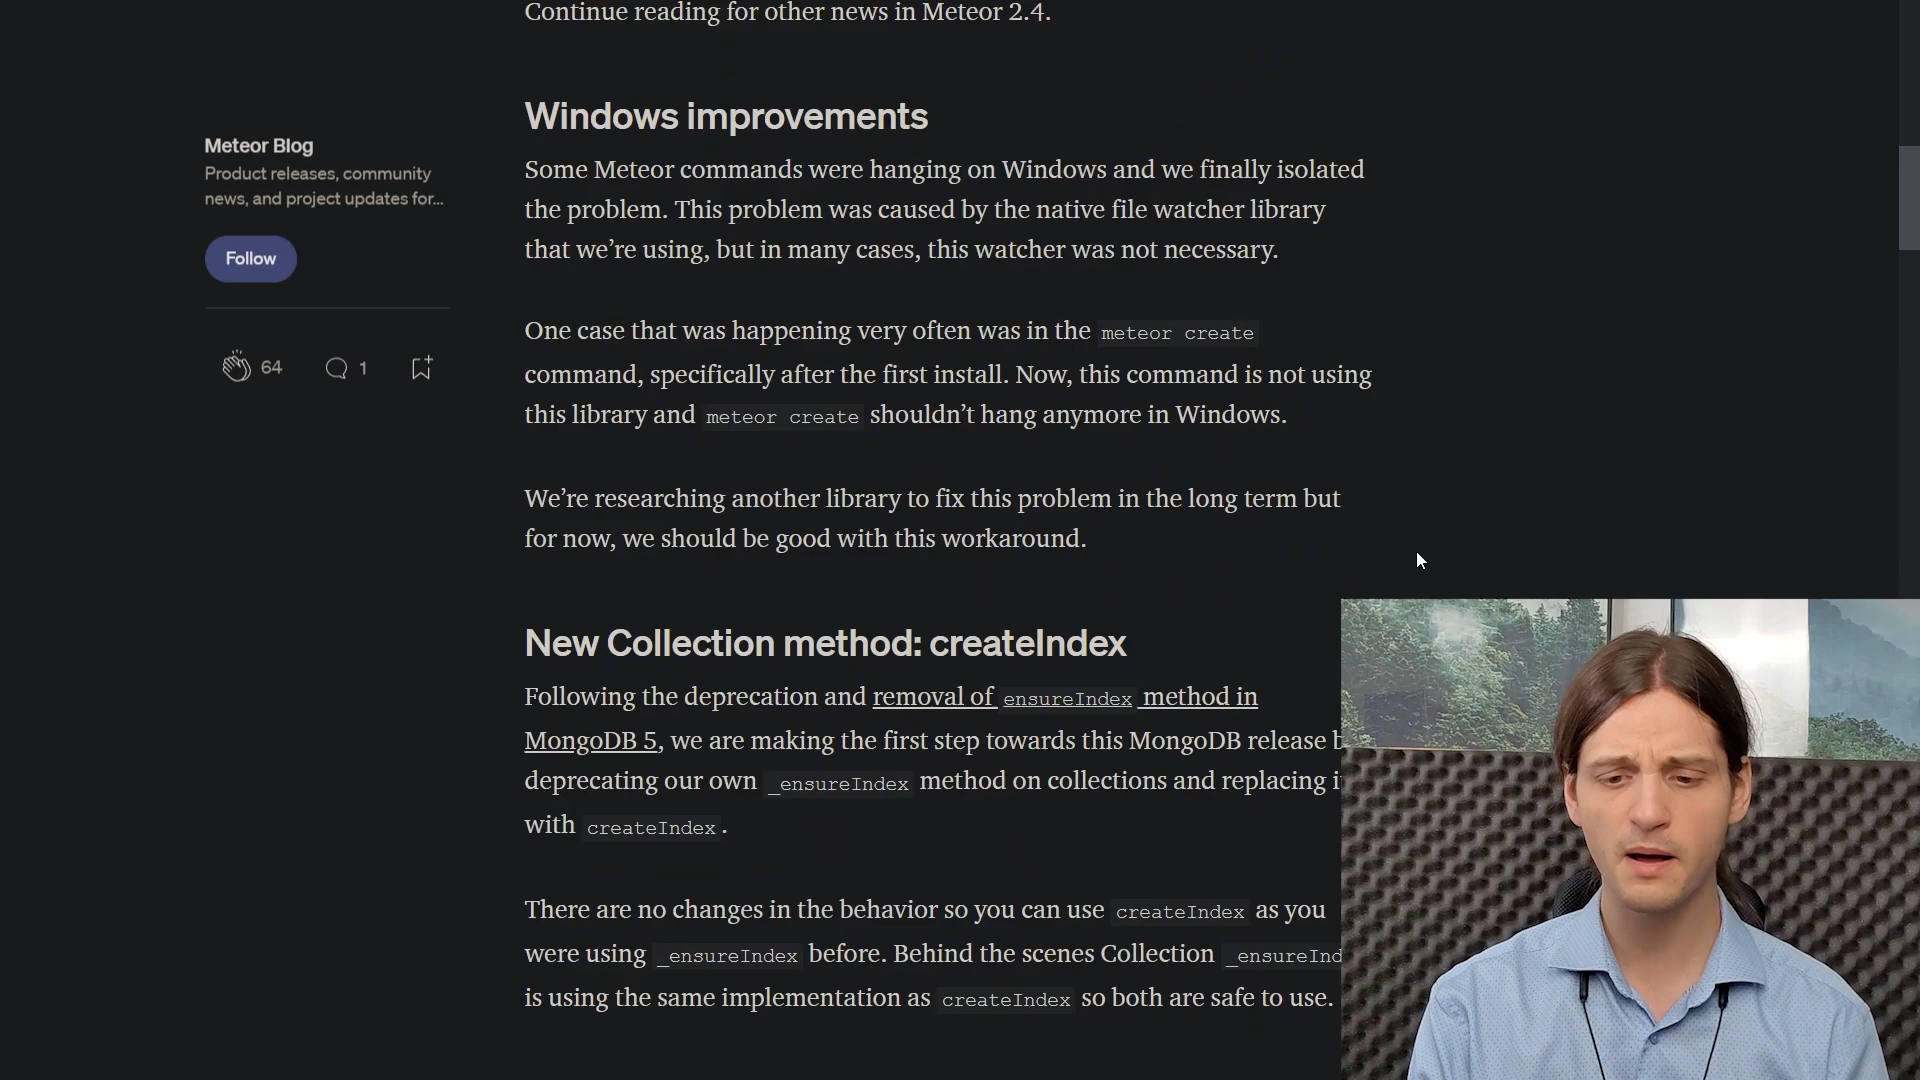 Continue reading for other news in Meteor 2.4.
Meteor Blog
Product releases, community
news, and project updates for...
Follow
64
1
Windows improvements
Some Meteor commands were hanging on Windows and we finally isolated
the problem. This problem was caused by the native file watcher library
that we're using, but in many cases, this watcher was not necessary.
One case that was happening very often was in the meteor create
command, specifically after the first install. Now, this command is not using
this library and meteor create shouldn't hang anymore in Windows.
We're researching another library to fix this problem in the long term but
for now, we should be good with this workaround.
New Collection method: createIndex
Following the deprecation and removal of ensureIndex method in
MongoDB 5, we are making the first step towards this MongoDB release
deprecating our own _ensureIndex method on collections and replacing
with createIndex.
There are no changes in the behavior so you can use createIndex as you
were using _ensureIndex before. Behind the scenes Collection _ensureInd
is using the same implementation as createIndex so both are safe to use.